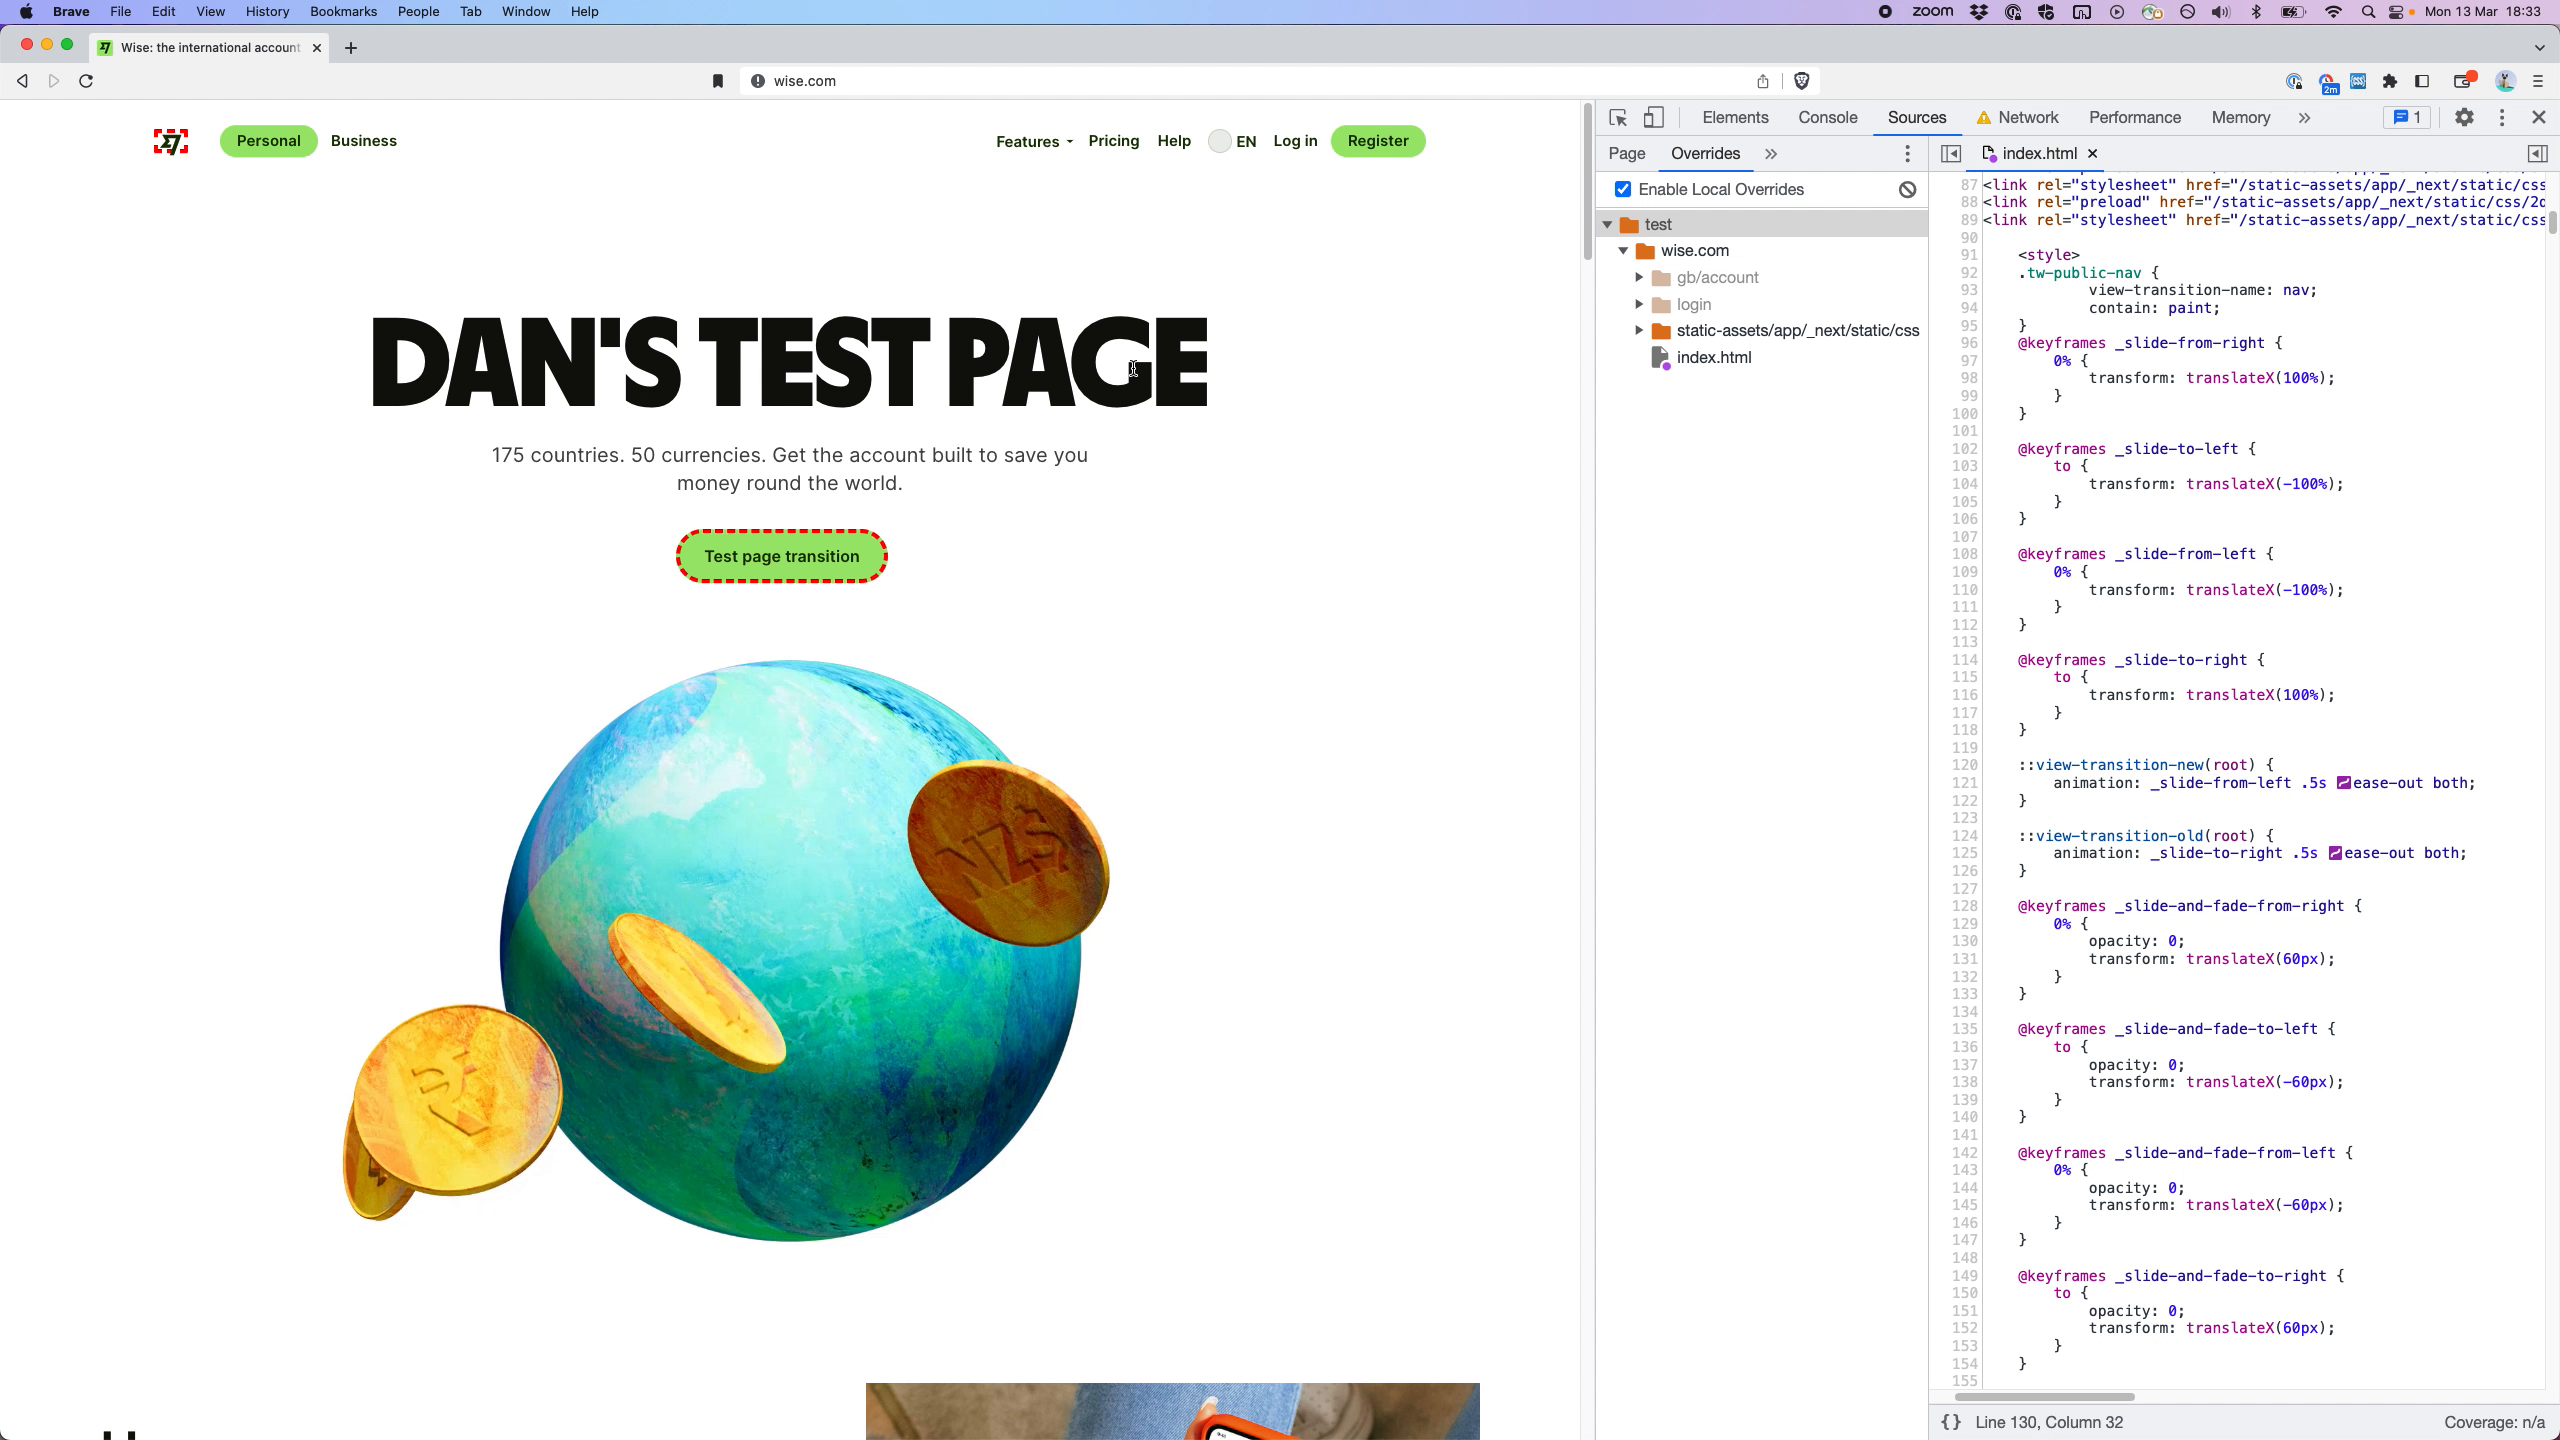 Brave File Edit View History Bookmarks People Tab Window Help
zoom Mon 13 Mar 18:33
Wise: the international account
wise.com
2m
Personal Business Features Pricing Help EN Log in Register
DAN'S TEST PAGE
175 countries. 50 currencies. Get the account built to save you
money round the world.
Test page transition
NZ$
Elements Console Sources Network Performance Memory » 1
Page Overrides » index.html
Enable Local Overrides
test
wise.com
gb/account
login
static-assets/app/_next/static/css
index.html
87 <link rel="stylesheet" href="/static-assets/app/_next/static/css
88 <link rel="preload" href="/static-assets/app/_next/static/css/2
89 <link rel="stylesheet" href="/static-assets/app/_next/static/css
90
91 <style>
92 .tw-public-nav {
93 view-transition-name: nav;
94 contain: paint;
95 }
96 @keyframes _slide-from-right {
97 0% {
98 transform: translateX(100%);
99 }
100 }
101
102 @keyframes _slide-to-left {
103 to {
104 transform: translateX(-100%);
105 }
106 }
107
108 @keyframes _slide-from-left {
109 0% {
110 transform: translateX(-100%);
111 }
112 }
113
114 @keyframes _slide-to-right {
115 to {
116 transform: translateX(100%);
117 }
118 }
119
120 ::view-transition-new(root) {
121 animation: _slide-from-left .5s ease-out both;
122 }
123
124 ::view-transition-old(root) {
125 animation: _slide-to-right .5s ease-out both;
126 }
127
128 @keyframes _slide-and-fade-from-right {
129 0% {
130 opacity: 0;
131 transform: translateX(60px);
132 }
133 }
134
135 @keyframes _slide-and-fade-to-left {
136 to {
137 opacity: 0;
138 transform: translateX(-60px);
139 }
140 }
141
142 @keyframes _slide-and-fade-from-left {
143 0% {
144 opacity: 0;
145 transform: translateX(-60px);
146 }
147 }
148
149 @keyframes _slide-and-fade-to-right {
150 to {
151 opacity: 0;
152 transform: translateX(60px);
153 }
154 }
155
{} Line 130, Column 32 Coverage: n/a